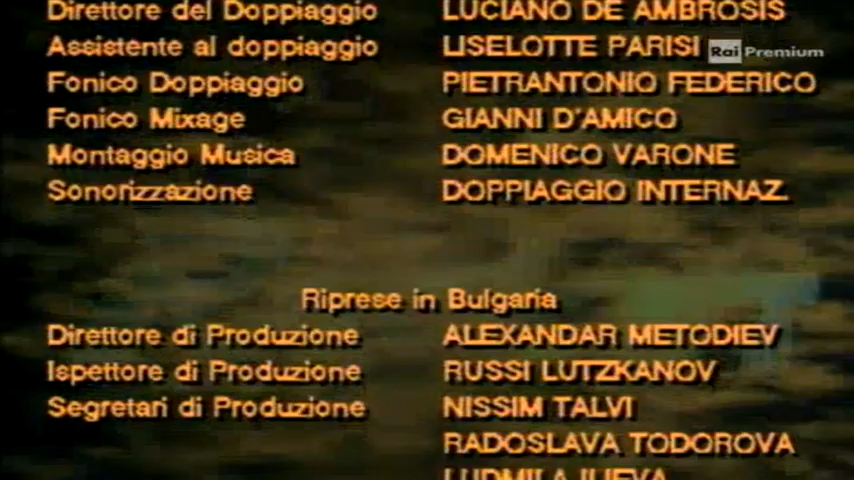 Direttore del Doppiaggio LUCIANO DE AMBROSIS
Assistente al doppiaggio LISELOTTE PARISI
Rai Premium
Fonico Doppiaggio PIETRANTONIO FEDERICO
Fonico Mixage GIANNI D'AMICO
Montaggio Musica DOMENICO VARONE
Sonorizzazione DOPPIAGGIO INTERNAZ.
Riprese in Bulgaria
Direttore di Produzione ALEXANDAR METODIEV
Ispettore di Produzione RUSSI LUTZKANOV
Segretari di Produzione NISSIM TALVI
RADOSLAVA TODOROVA
LUDMILA